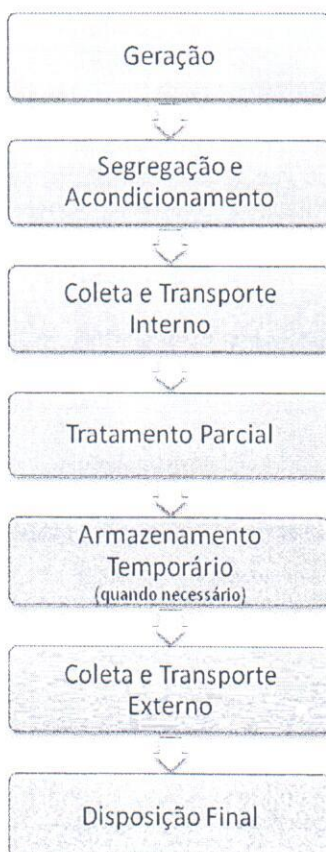 Geração
Segregação e
Acondicionamento
Coleta e Transporte
Interno
Tratamento Parcial
Armazenamento
Temporário
(quando necessário)
Coleta e Transporte
Externo
Disposição Final